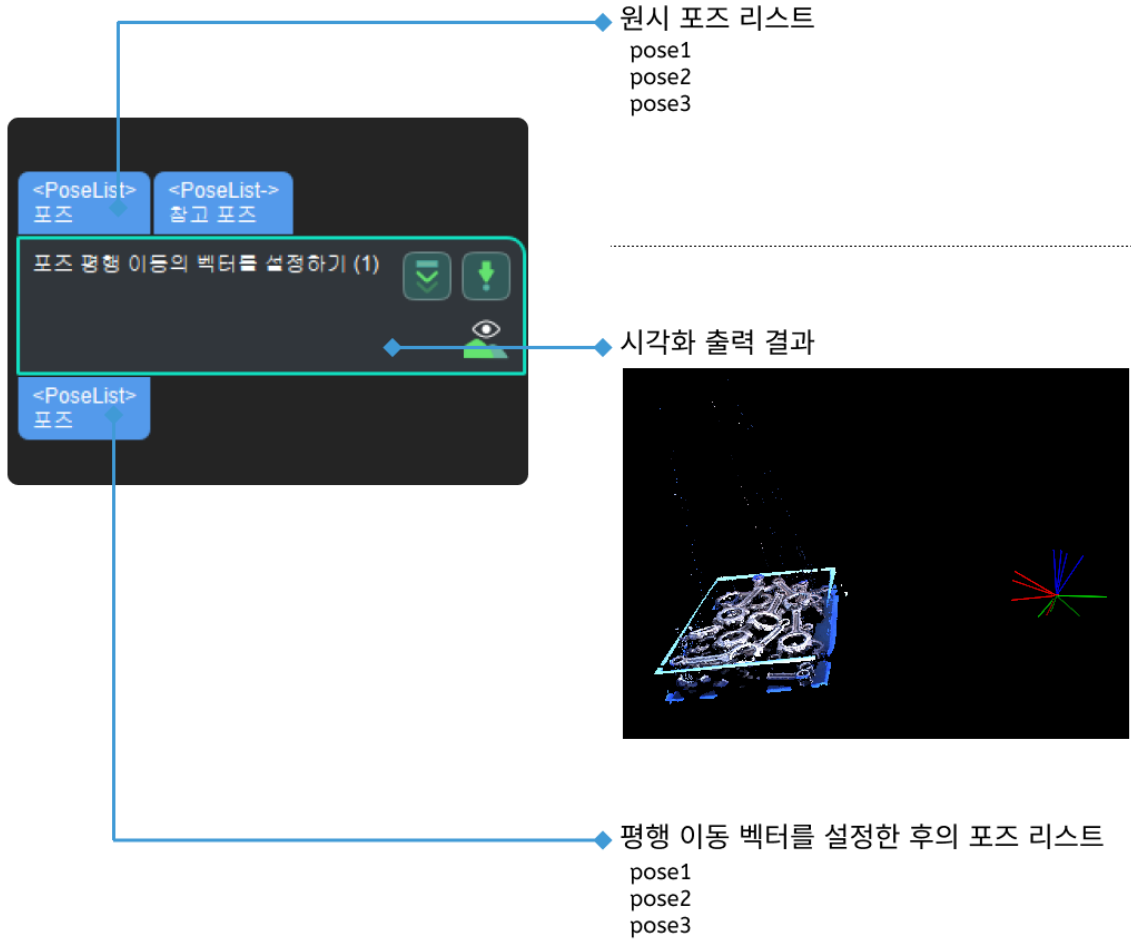 원시 포즈 리스트
pose1
pose2
pose3
<PoseList>
포즈
<PoseList->
참고 포즈
포즈 평행 이동의 벡터를 설정하기 (1)
시각화 출력 결과
<PoseList>
포즈
평행 이동 벡터를 설정한 후의 포즈 리스트
pose1
pose2
pose3